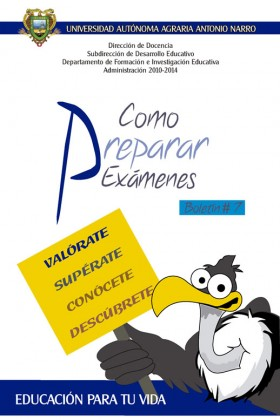 UNIVERSIDAD AUTÓNOMA AGRARIA ANTONIO NARRO
Dirección de Docencia
Subdirección de Desarrollo Educativo
Departamento de Formación e Investigación Educativa
Administración 2010-2014
Como
Preparar
Exámenes
Boletín # 7
VALÓRATE
SUPÉRATE
CONÓCETE
DESCÚBRETE
EDUCACIÓN PARA TU VIDA